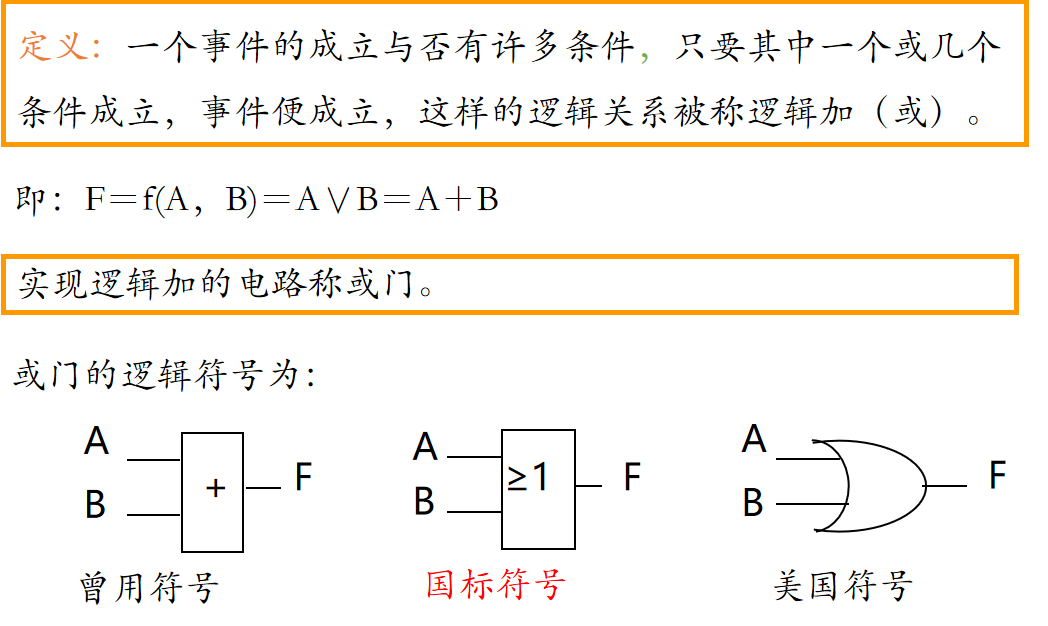 定义：一个事件的成立与否有许多条件，只要其中一个或几个
条件成立，事件便成立，这样的逻辑关系被称逻辑加（或）。
即：F＝f(A，B)＝A∨B＝A＋B
实现逻辑加的电路称或门。
或门的逻辑符号为：
A
B
+
F
曾用符号
A
B
≥1
F
国标符号
A
B
F
美国符号